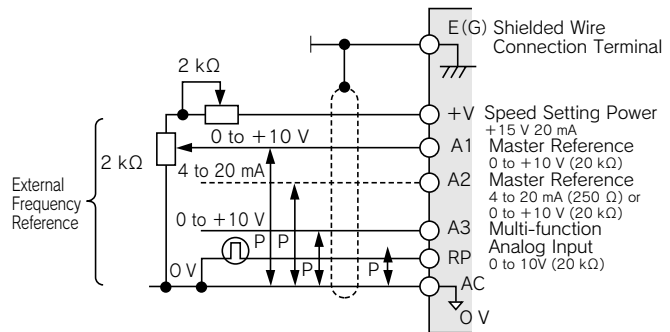 E(G) Shielded Wire
Connection Terminal
2 kΩ
+V Speed Setting Power
+15 V 20 mA
2 kΩ
0 to +10 V
A1 Master Reference
0 to +10 V (20 kΩ)
4 to 20 mA
A2 Master Reference
4 to 20 mA (250 Ω) or
0 to +10 V (20 kΩ)
External
Frequency
Reference
0 to +10 V
A3 Multi-function
Analog Input
0 to 10V (20 kΩ)
P P P P
RP
0 V
AC
0 V